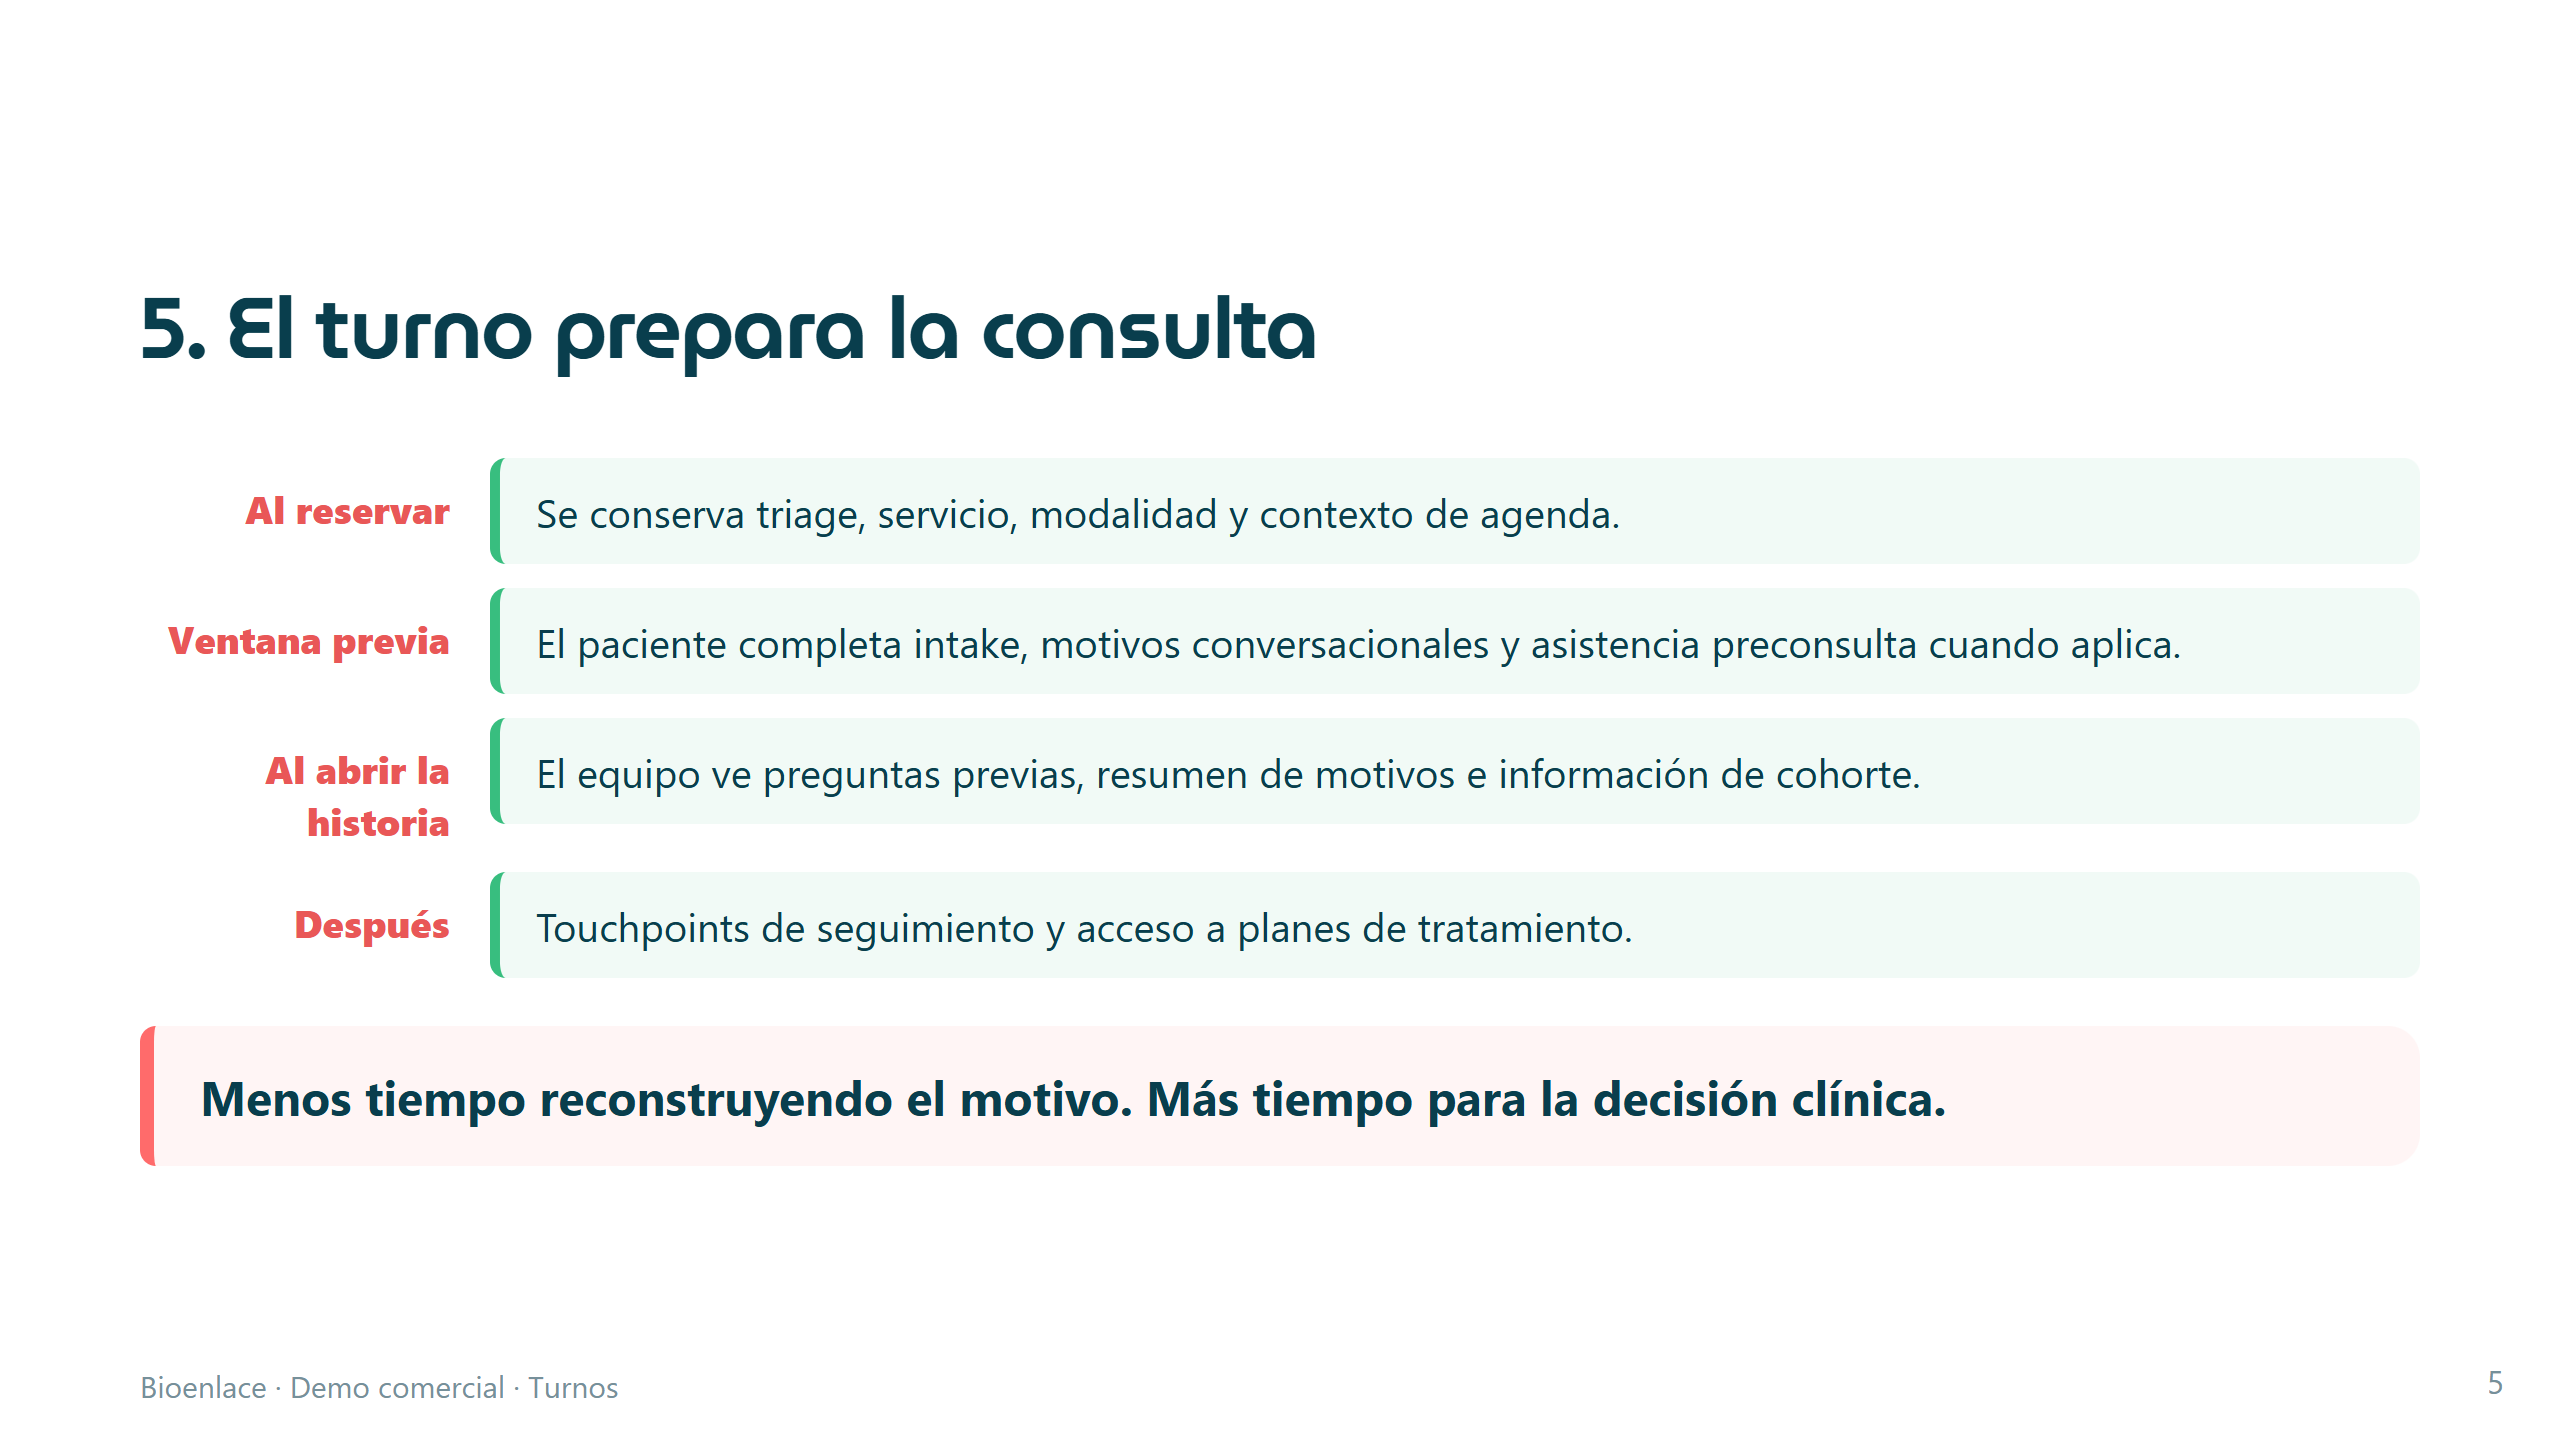 5. El turno prepara la consulta
Al reservar
Se conserva triage, servicio, modalidad y contexto de agenda.
Ventana previa
El paciente completa intake, motivos conversacionales y asistencia preconsulta cuando aplica.
Al abrir la
historia
El equipo ve preguntas previas, resumen de motivos e información de cohorte.
Después
Touchpoints de seguimiento y acceso a planes de tratamiento.
Menos tiempo reconstruyendo el motivo. Más tiempo para la decisión clínica.
Bioenlace · Demo comercial · Turnos
5